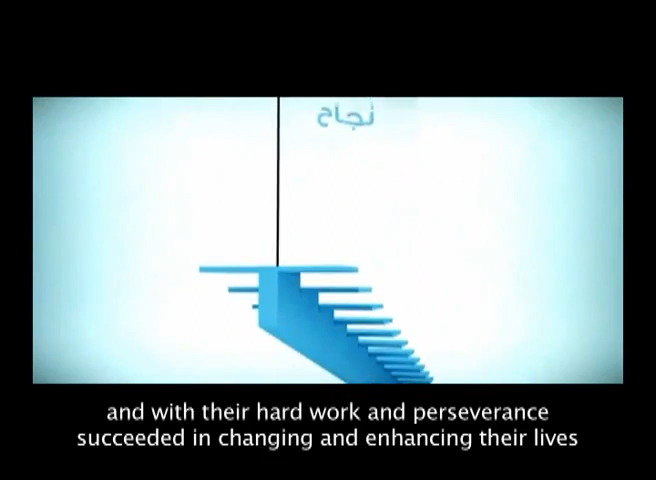 نجاح
and with their hard work and perseverance
succeeded in changing and enhancing their lives